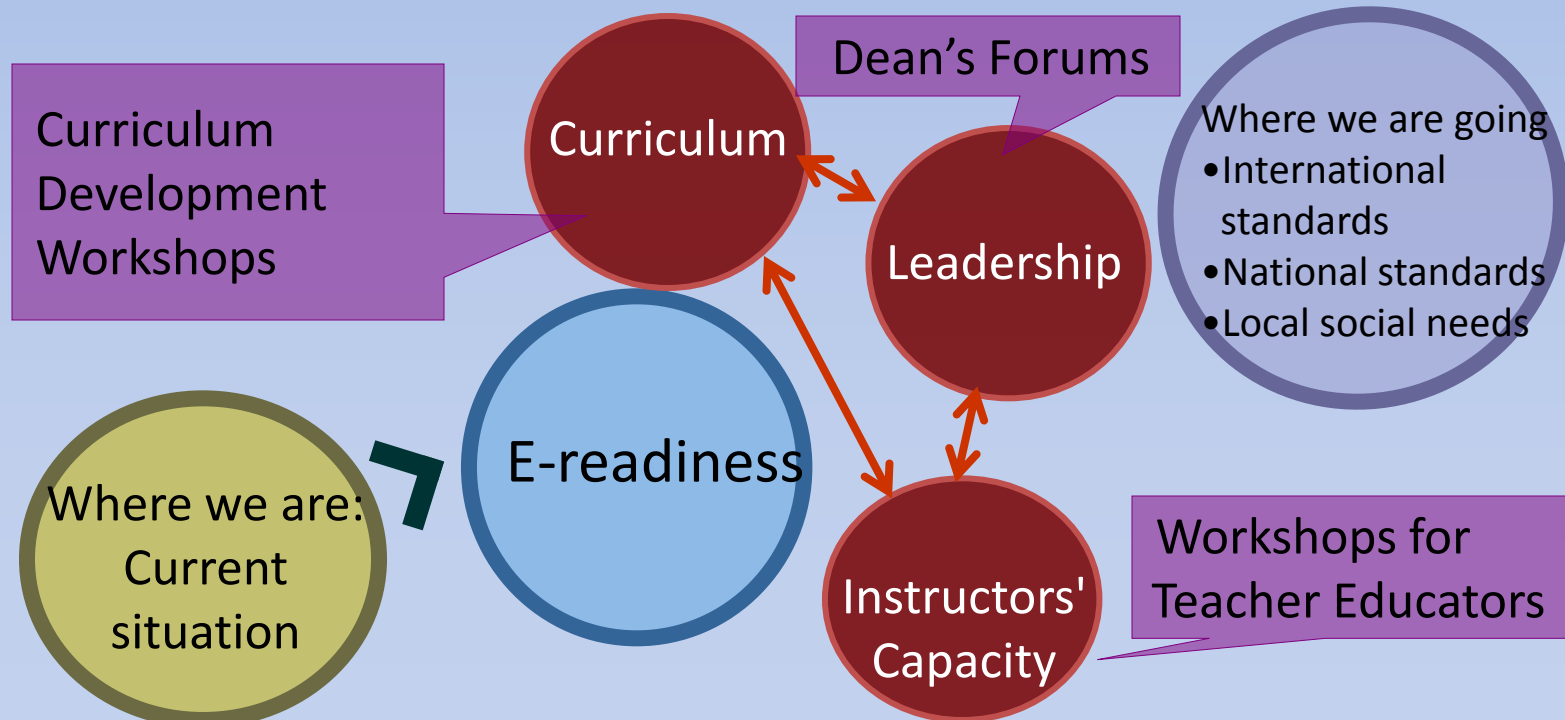 Curriculum
Development
Workshops
Curriculum
Dean’s Forums
Leadership
Where we are going
•International
standards
•National standards
•Local social needs
E-readiness
Where we are:
Current
situation
Instructors'
Capacity
Workshops for
Teacher Educators